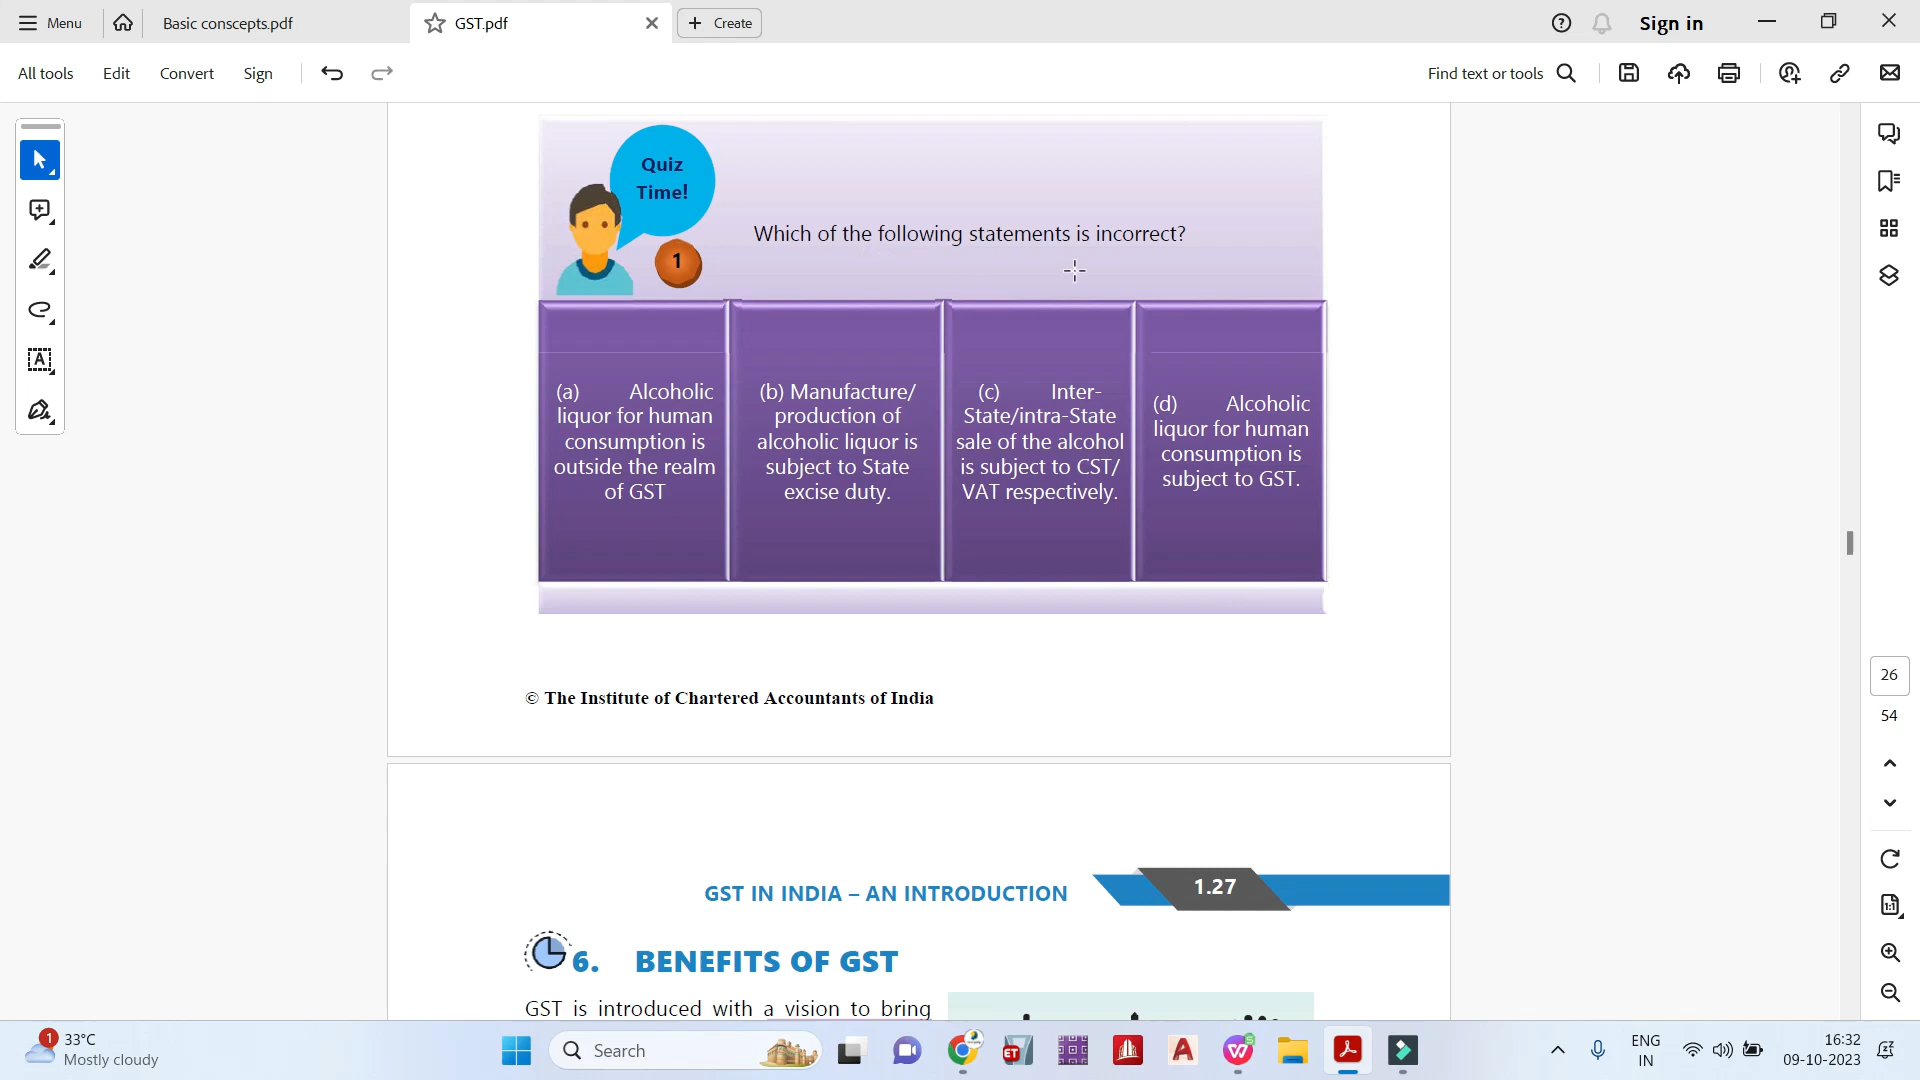 Menu
Basic conscepts.pdf
GST.pdf
Create
Sign in
All tools
Edit
Convert
Sign
Find text or tools
Quiz
Time!
1
Which of the following statements is incorrect?
(a) Alcoholic
liquor for human
consumption is
outside the realm
of GST
(b) Manufacture/
production of
alcoholic liquor is
subject to State
excise duty.
(c) Inter-
State/intra-State
sale of the alcohol
is subject to CST/
VAT respectively.
(d) Alcoholic
liquor for human
consumption is
subject to GST.
© The Institute of Chartered Accountants of India
26
54
GST IN INDIA – AN INTRODUCTION
1.27
6. BENEFITS OF GST
GST is introduced with a vision to bring
1
33°C
Mostly cloudy
Search
ET
ENG
IN
16:32
09-10-2023